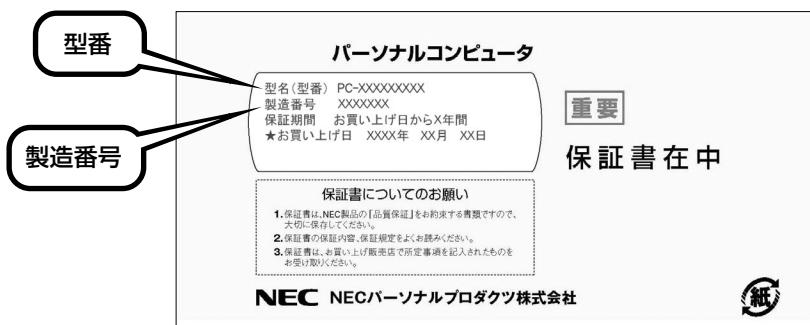 型番
製造番号
パーソナルコンピュータ
型名(型番) PC-XXXXXXXXX
製造番号 XXXXXXX
保証期間 お買い上げ日からX年間
★お買い上げ日 XXXX年 XX月 XX日
重要
保証書在中
保証書についてのお願い
1.保証書は、NEC製品の「品質保証」をお約束する書類ですので、
大切に保存してください。
2.保証書の保証内容、保証規定をよくお読みください。
3.保証書は、お買い上げ販売店で所定事項を記入されたものを
お受け取りください。
NEC NECパーソナルプロダクツ株式会社
紙